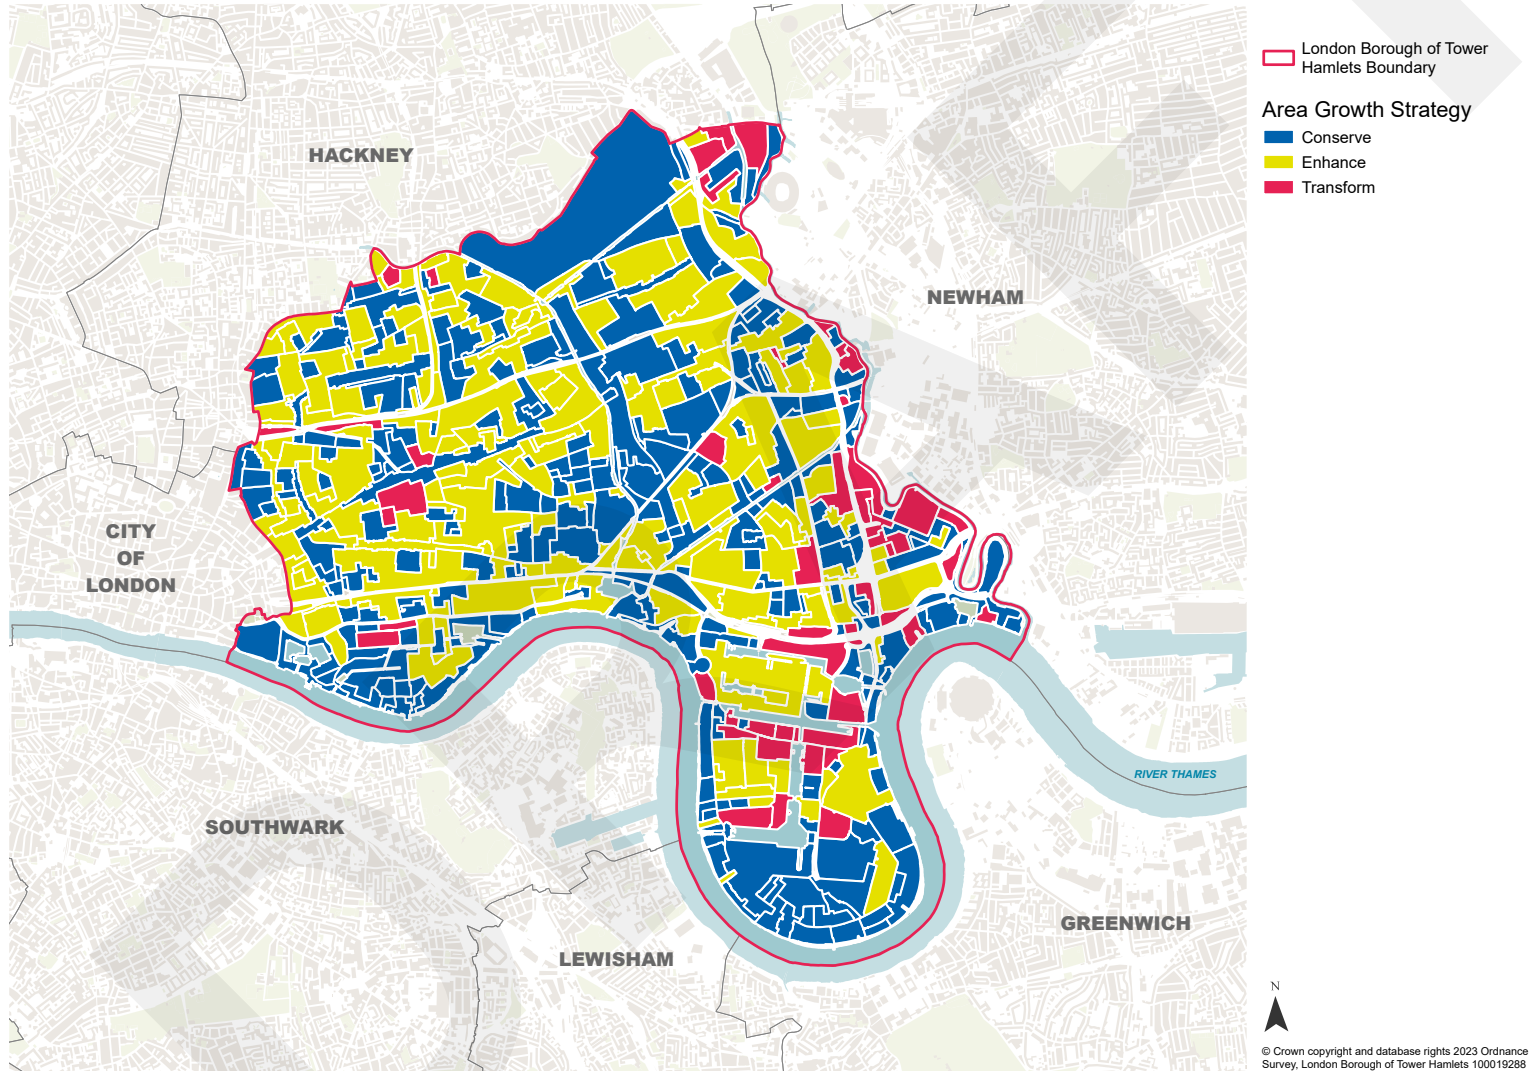 London Borough of Tower
Hamlets Boundary
Area Growth Strategy
Conserve
Enhance
Transform
HACKNEY
NEWHAM
CITY
OF
LONDON
RIVER THAMES
SOUTHWARK
GREENWICH
LEWISHAM
N
© Crown copyright and database rights 2023 Ordnance
Survey, London Borough of Tower Hamlets 100019288